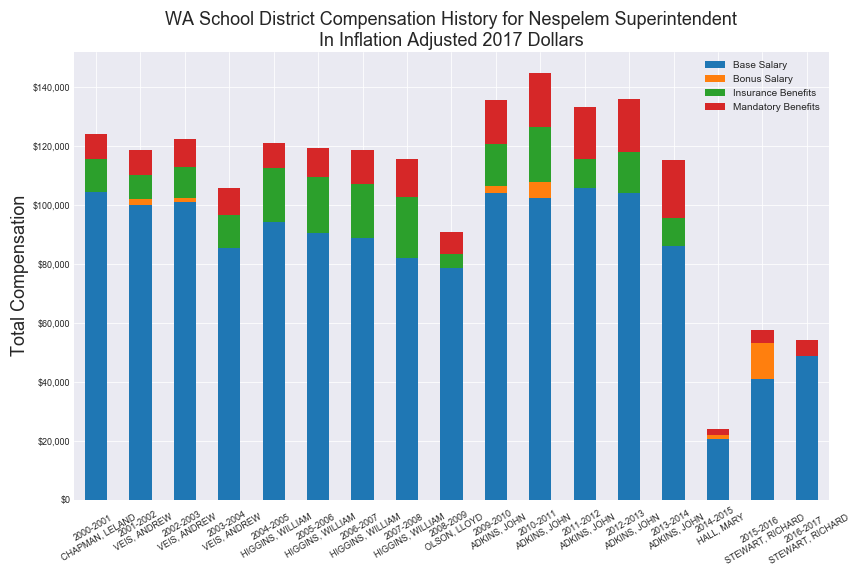 WA School District Compensation History for Nespelem Superintendent
In Inflation Adjusted 2017 Dollars
Base Salary
Bonus Salary
Insurance Benefits
Mandatory Benefits
Total Compensation
$140,000
$120,000
$100,000
$80,000
$60,000
$40,000
$20,000
$0
2000-2001
CHAPMAN, LELAND
2001-2002
VEIS, ANDREW
2002-2003
VEIS, ANDREW
2003-2004
VEIS, ANDREW
2004-2005
HIGGINS, WILLIAM
2005-2006
HIGGINS, WILLIAM
2006-2007
HIGGINS, WILLIAM
2007-2008
HIGGINS, WILLIAM
2008-2009
OLSON, LLOYD
2009-2010
ADKINS, JOHN
2010-2011
ADKINS, JOHN
2011-2012
ADKINS, JOHN
2012-2013
ADKINS, JOHN
2013-2014
ADKINS, JOHN
2014-2015
HALL, MARY
2015-2016
STEWART, RICHARD
2016-2017
STEWART, RICHARD